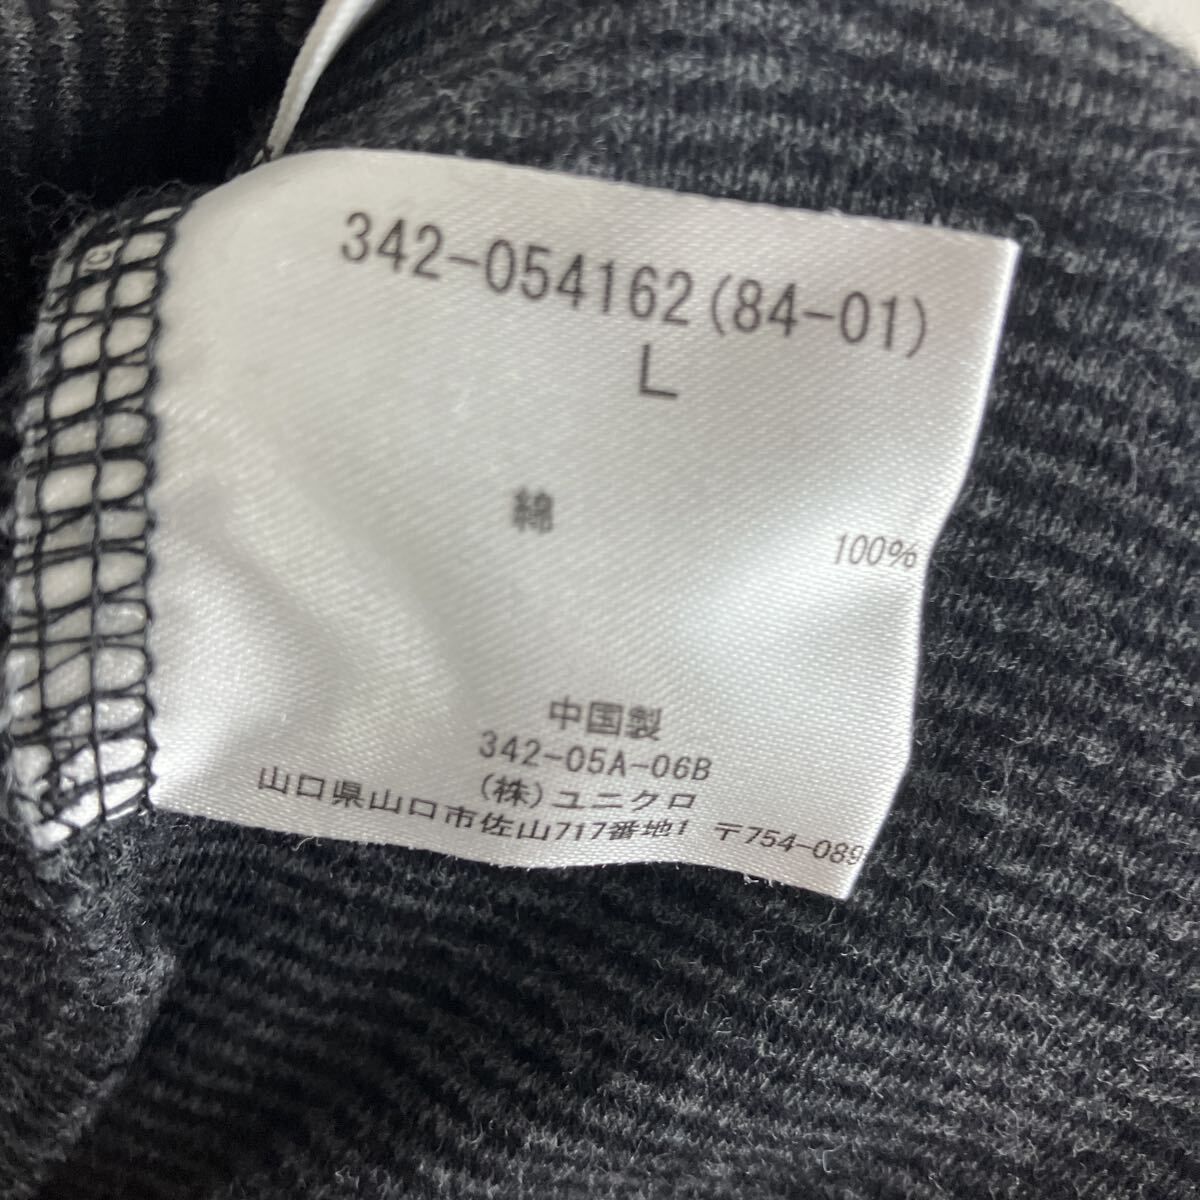 342-054162(84-01)
L
綿 100%
中国製
342-05A-06B
(株)ユニクロ
山口県山口市佐山717番地1 〒754-089